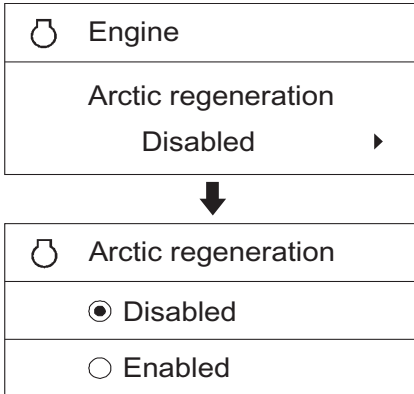 Engine
Arctic regeneration
Disabled
Arctic regeneration
Disabled
Enabled